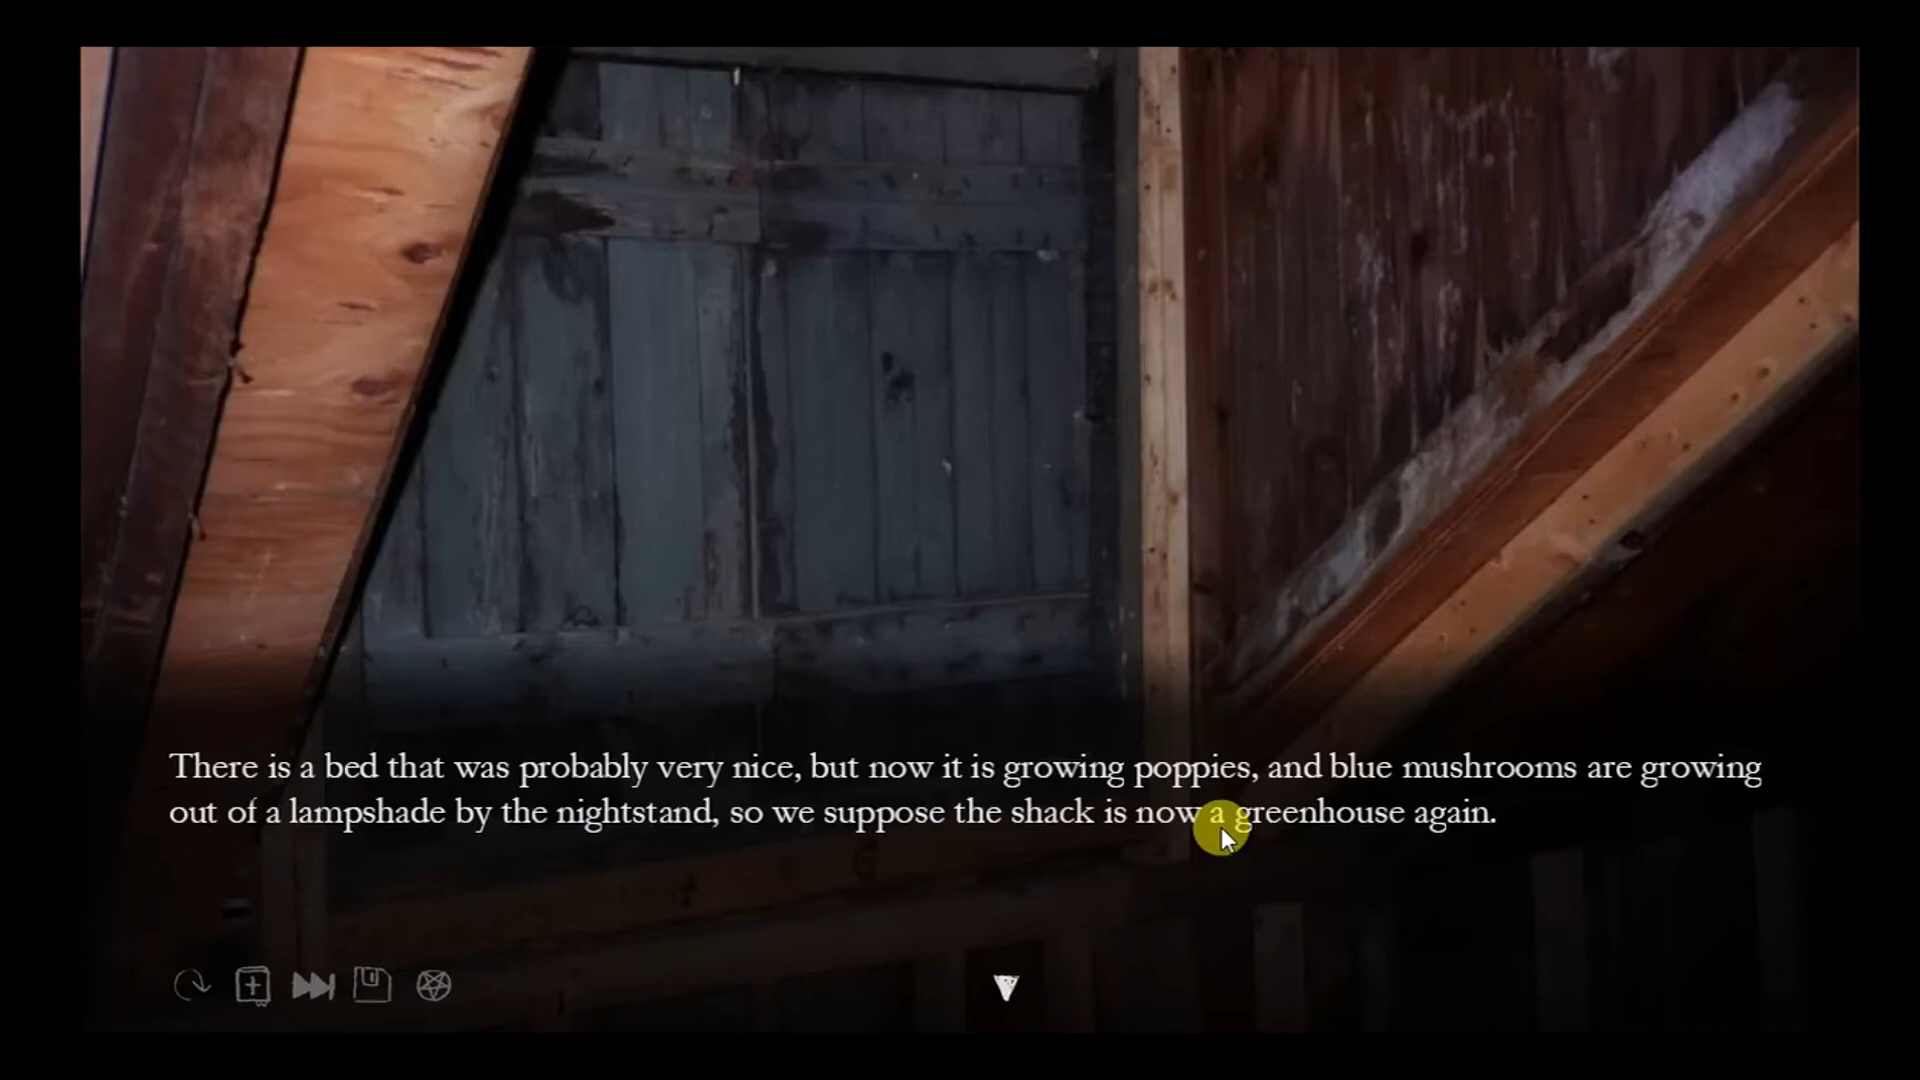 There is a bed that was probably very nice, but now it is growing poppies, and blue mushrooms are growing
out of a lampshade by the nightstand, so we suppose the shack is now a greenhouse again.